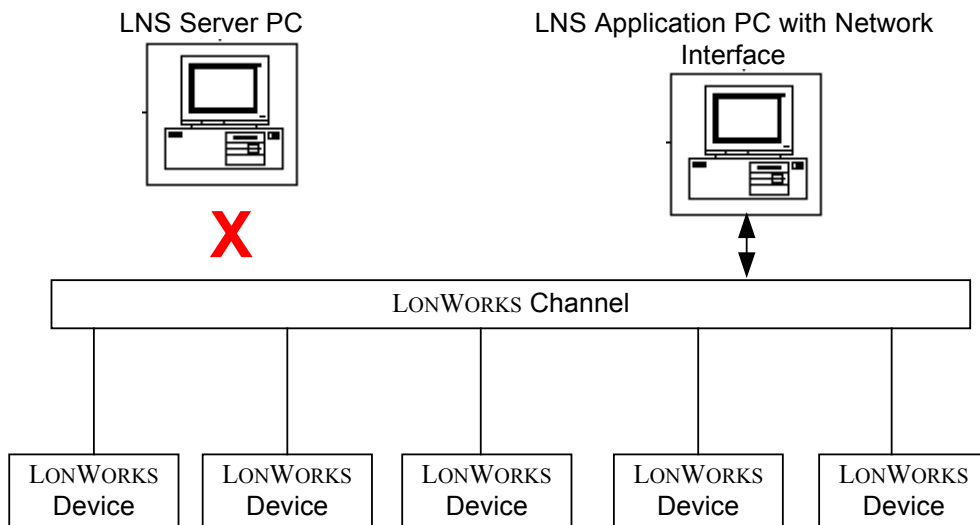 LNS Server PC
LNS Application PC with Network
Interface
X
LONWORKS Channel
LONWORKS
Device
LONWORKS
Device
LONWORKS
Device
LONWORKS
Device
LONWORKS
Device